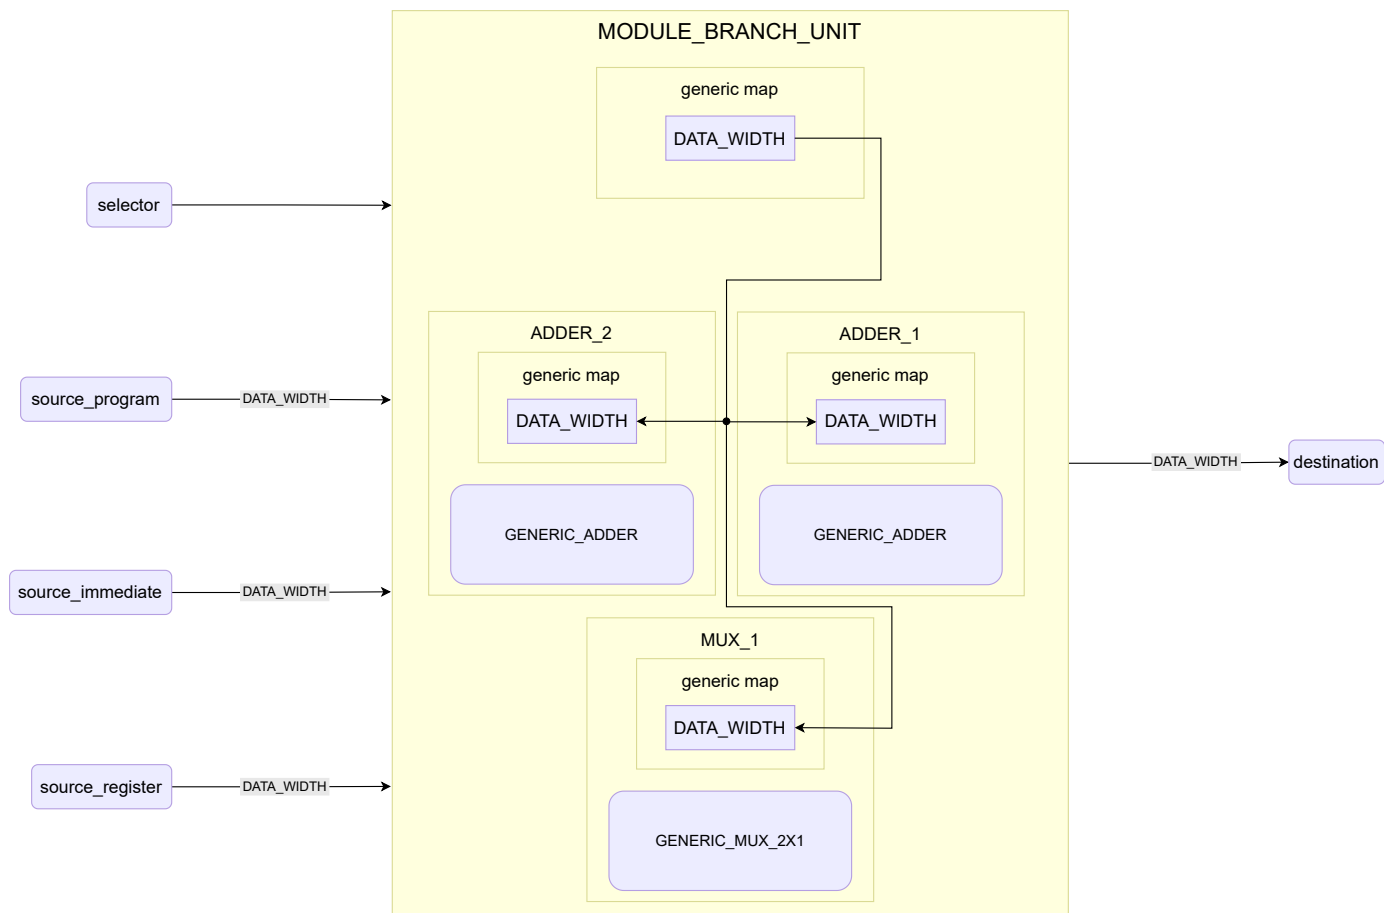 MODULE_BRANCH_UNIT
generic map
DATA_WIDTH
selector
ADDER_2
generic map
DATA_WIDTH
GENERIC_ADDER
ADDER_1
generic map
DATA_WIDTH
GENERIC_ADDER
source_program
DATA_WIDTH
DATA_WIDTH
destination
source_immediate
DATA_WIDTH
MUX_1
generic map
DATA_WIDTH
GENERIC_MUX_2X1
source_register
DATA_WIDTH